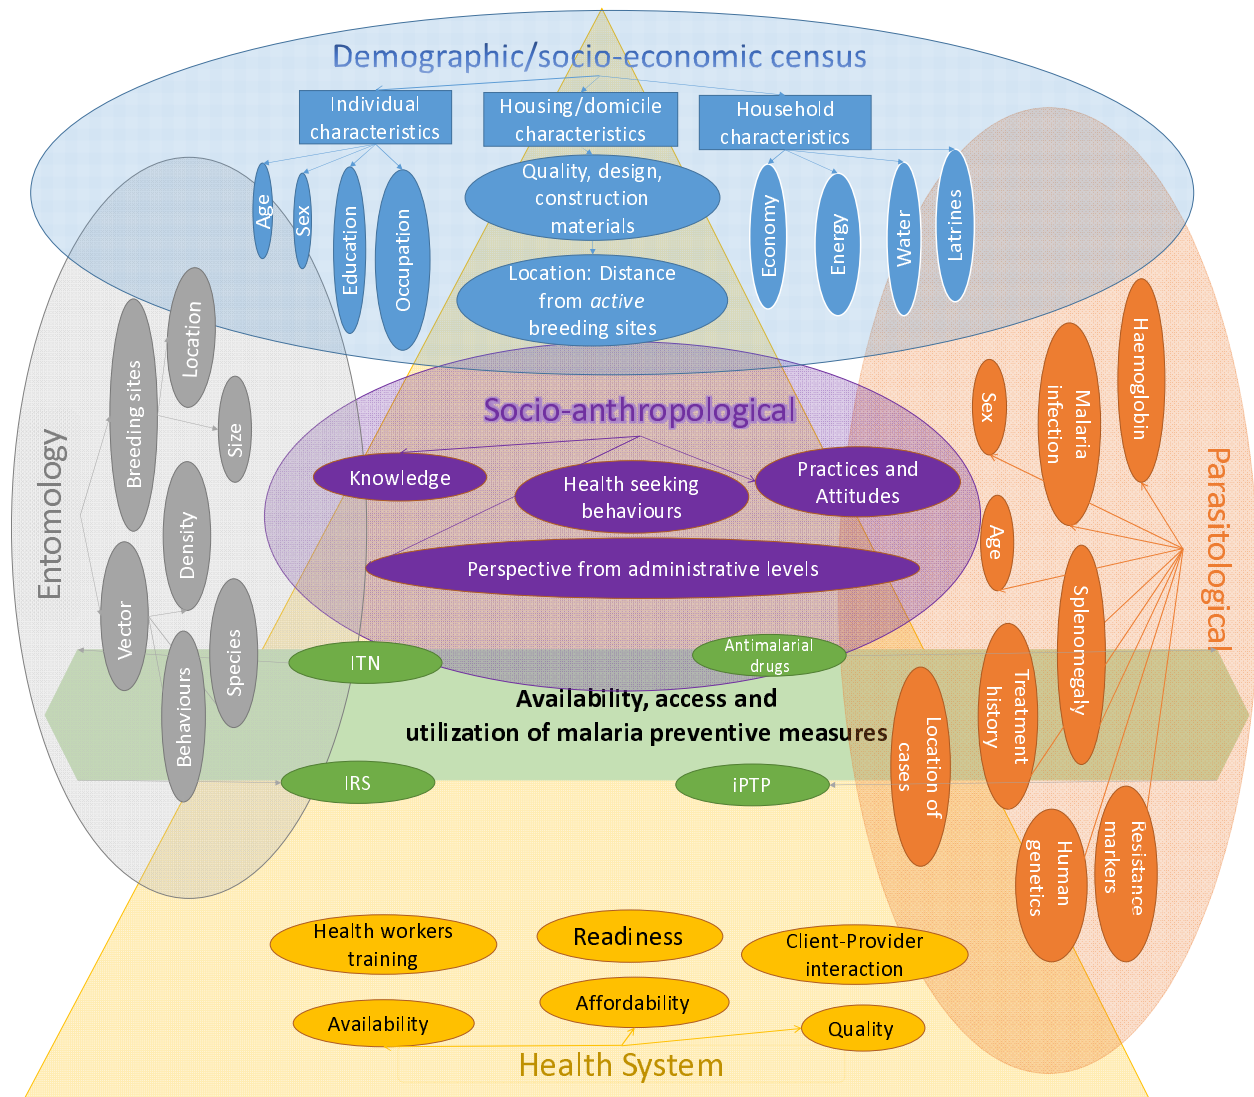 Demographic/socio-economic census
Individual
characteristics
Housing/domicile
characteristics
Household
characteristics
Age
Sex
Education
Occupation
Quality, design,
construction
materials
Location: Distance
from active
breeding sites
Economy
Energy
Water
Latrines
Entomology
Breeding sites
Location
Size
Vector
Density
Behaviours
Species
Socio-anthropological
Knowledge
Health seeking
behaviours
Practices and
Attitudes
Perspective from administrative levels
Parasitological
Haemoglobin
Malaria
infection
Sex
Age
Splenomegaly
Treatment
history
Location of
cases
Human
genetics
Resistance
markers
ITN
Antimalarial
drugs
Availability, access and
utilization of malaria preventive measures
IRS
iPTP
Health workers
training
Readiness
Client-Provider
interaction
Availability
Affordability
Quality
Health System